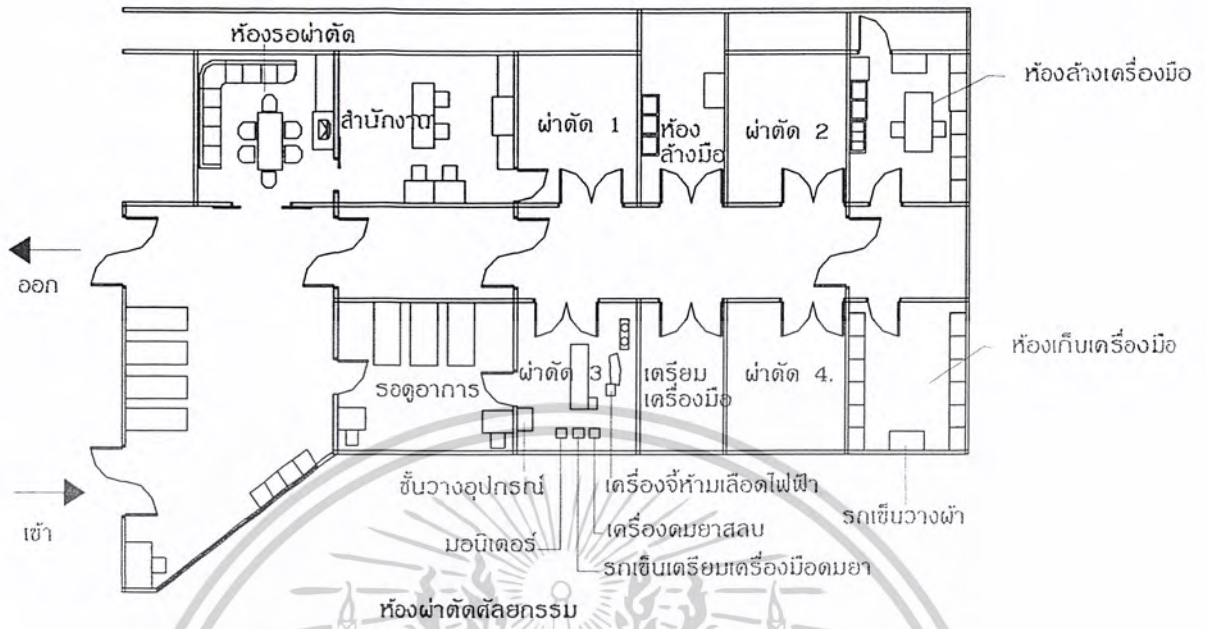 ห้องรอผ่าตัด
สำนักงาน
ผ่าตัด 1
ห้อง
ล้างมือ
ผ่าตัด 2
ห้องล้างเครื่องมือ
ออก
รอดูอาการ
ผ่าตัด 3
เตรียม
เครื่องมือ
ผ่าตัด 4.
ห้องเก็บเครื่องมือ
เข้า
ชั้นวางอุปกรณ์
เครื่องจี้ห้ามเลือดไฟฟ้า
รถเข็นวางผ้า
มอนิเตอร์
เครื่องดมยาสลบ
รถเข็นเตรียมเครื่องมือดมยา
ห้องผ่าตัดศัลยกรรม